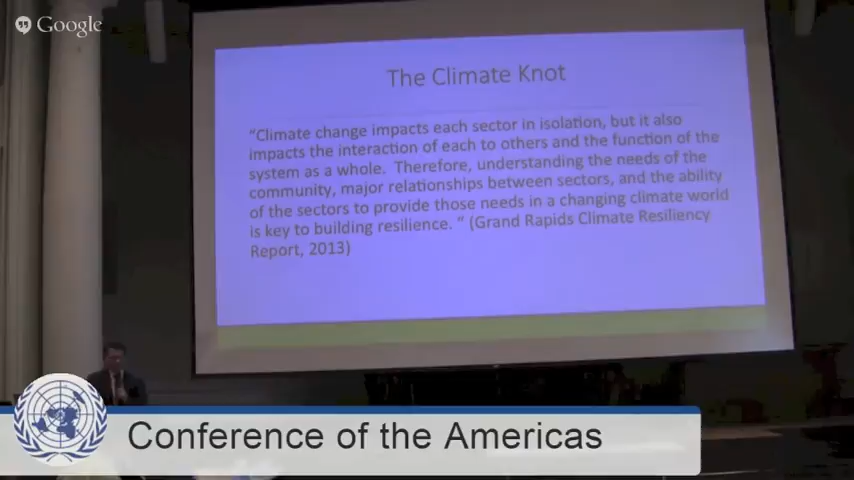 Google
The Climate Knot
“Climate change impacts each sector in isolation, but it also
impacts the interaction of each to others and the function of the
system as a whole. Therefore, understanding the needs of the
community, major relationships between sectors, and the ability
of the sectors to provide those needs in a changing climate world
is key to building resilience. “ (Grand Rapids Climate Resiliency
Report, 2013)
Conference of the Americas